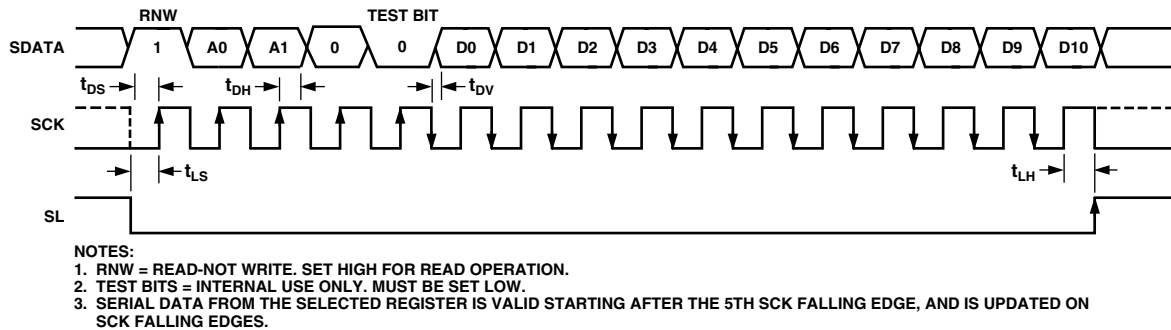 RNW TEST BIT
SDATA 1 A0 A1 0 0 D0 D1 D2 D3 D4 D5 D6 D7 D8 D9 D10
tDS tDH tDV
SCK
tLS tLH
SL
NOTES:
1. RNW = READ-NOT WRITE. SET HIGH FOR READ OPERATION.
2. TEST BITS = INTERNAL USE ONLY. MUST BE SET LOW.
3. SERIAL DATA FROM THE SELECTED REGISTER IS VALID STARTING AFTER THE 5TH SCK FALLING EDGE, AND IS UPDATED ON
SCK FALLING EDGES.